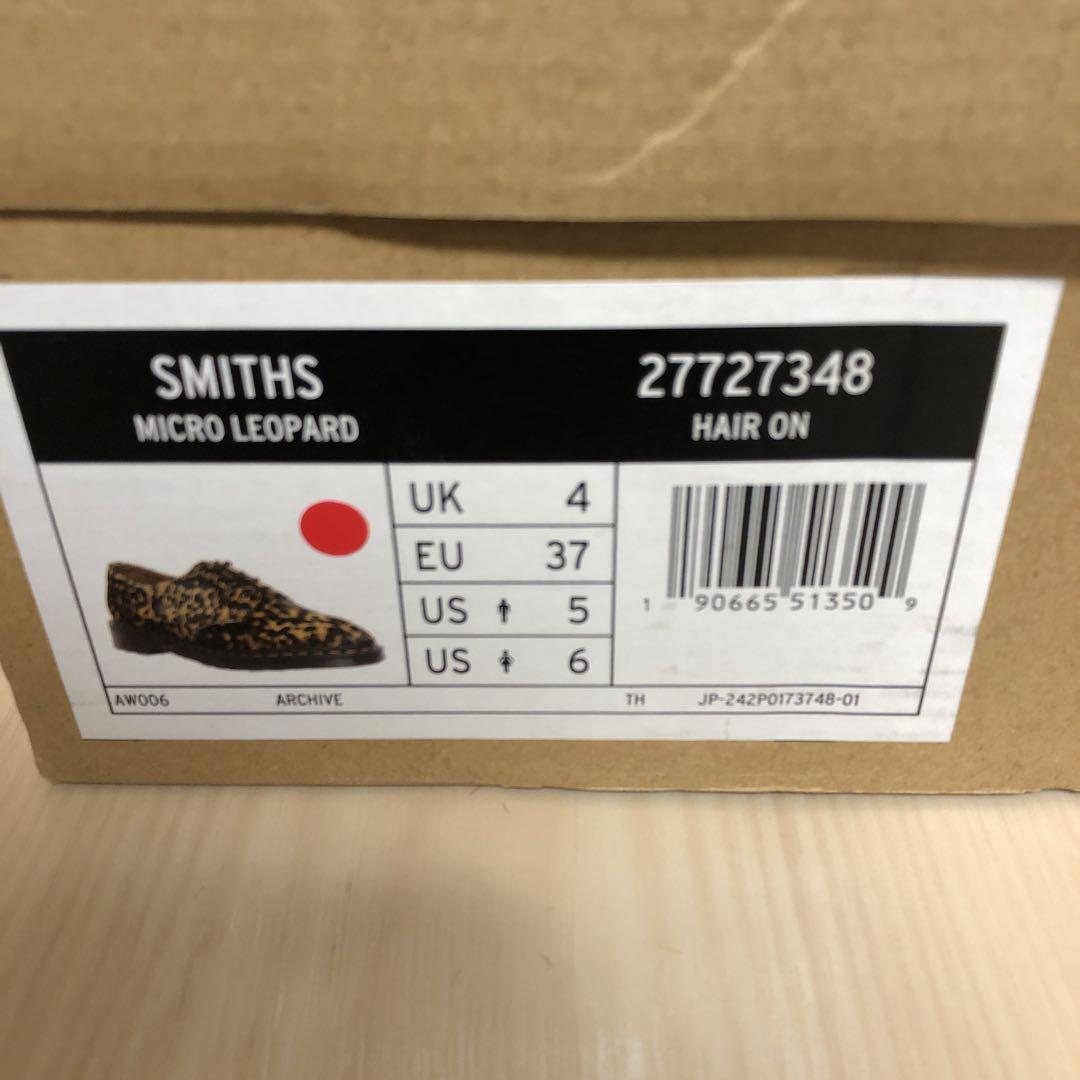 SMITHS
MICRO LEOPARD
27727348
HAIR ON
UK 4
EU 37
US 5
US 6
1 90665 51350 9
AW006 ARCHIVE TH JP-242P0173748-01